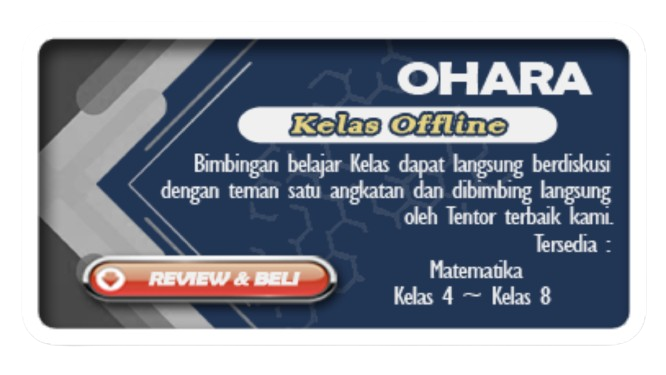 OHARA
Kelas Offline
Bimbingan belajar Kelas dapat langsung berdiskusi
dengan teman satu angkatan dan dibimbing langsung
oleh Tentor terbaik kami.
Tersedia :
Matematika
Kelas 4 ~ Kelas 8
REVIEW & BELI